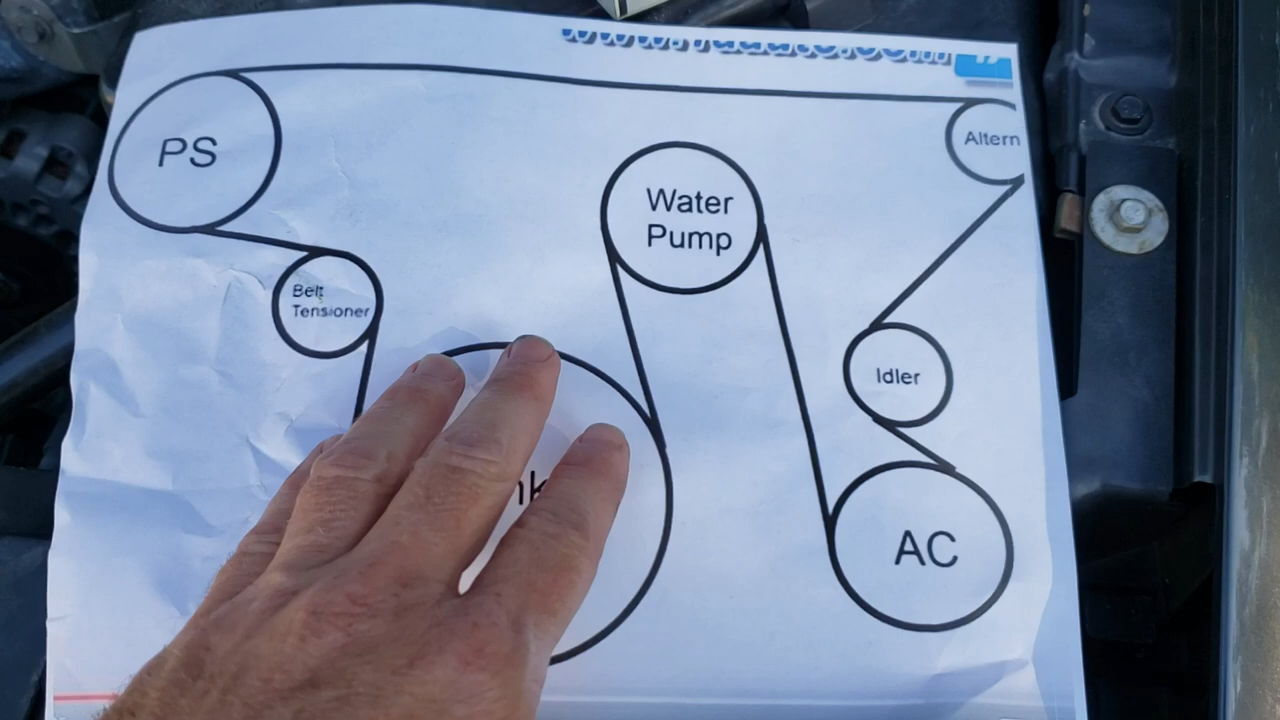 PS
Altern
Water
Pump
Belt
Tensioner
Idler
AC